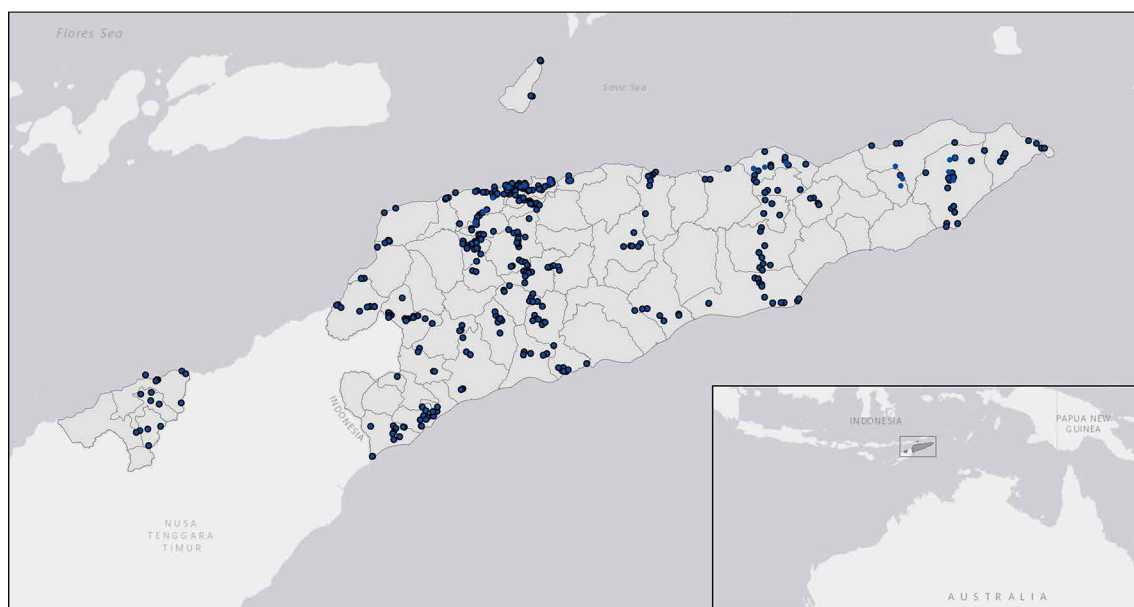 Flores Sea
Savu Sea
INDONESIA
NUSA
TENGGARA
TIMUR
INDONESIA
PAPUA NEW
GUINEA
AUSTRALIA